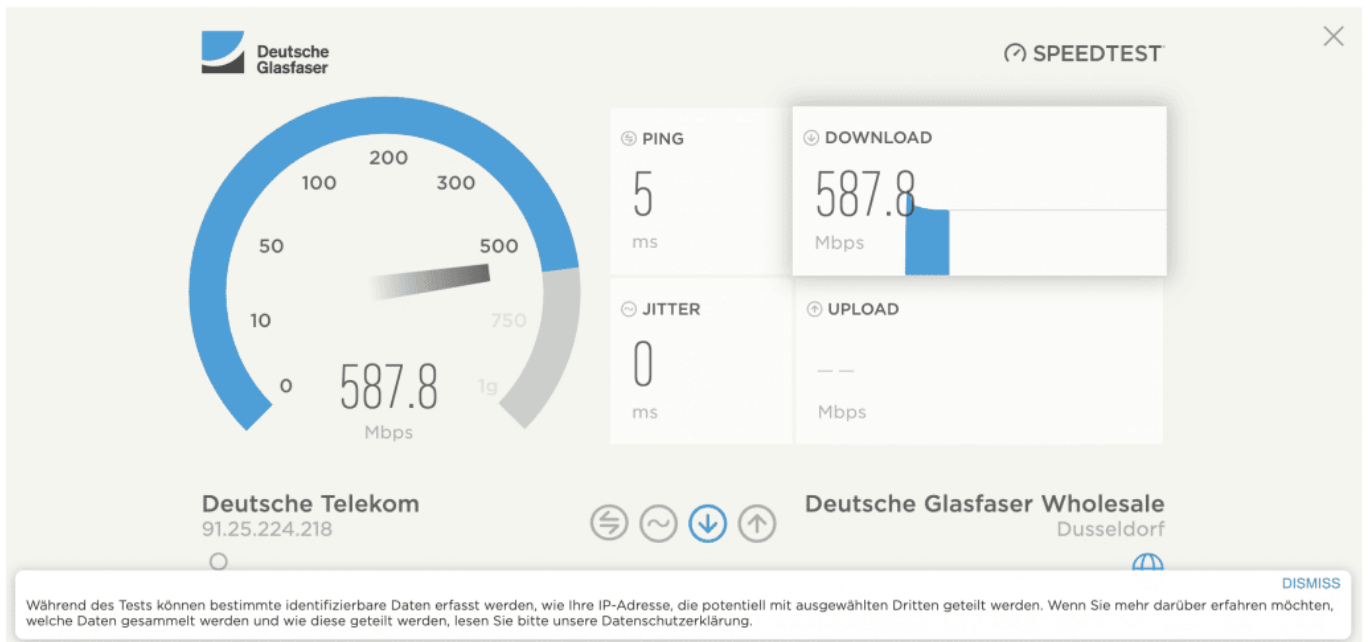 Deutsche
Glasfaser
SPEEDTEST
200
100
300
50
500
10
750
0
1g
587.8
Mbps
PING
5
ms
DOWNLOAD
587.8
Mbps
JITTER
0
ms
UPLOAD
— —
Mbps
Deutsche Telekom
91.25.224.218
Deutsche Glasfaser Wholesale
Dusseldorf
DISMISS
Während des Tests können bestimmte identifizierbare Daten erfasst werden, wie Ihre IP-Adresse, die potentiell mit ausgewählten Dritten geteilt werden. Wenn Sie mehr darüber erfahren möchten,
welche Daten gesammelt werden und wie diese geteilt werden, lesen Sie bitte unsere Datenschutzerklärung.